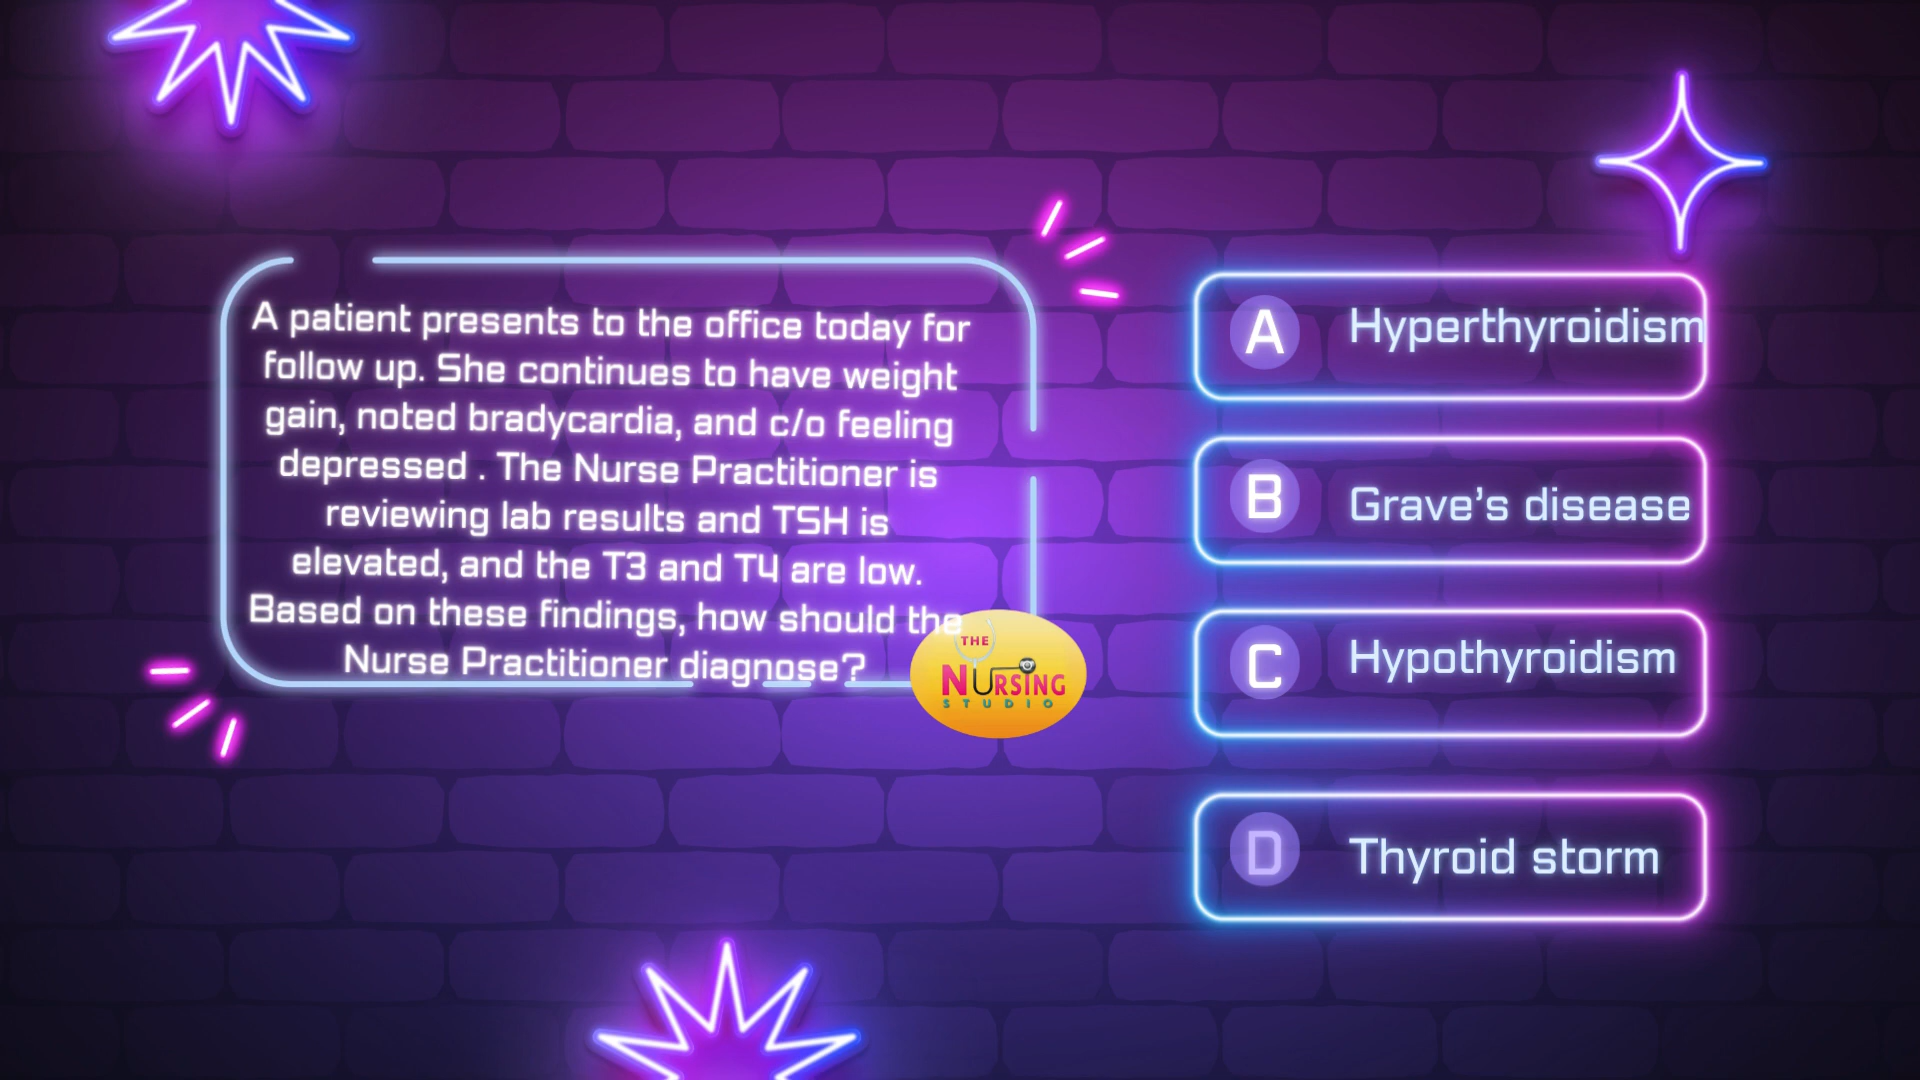 A patient presents to the office today for
follow up. She continues to have weight
gain, noted bradycardia, and c/o feeling
depressed . The Nurse Practitioner is
reviewing lab results and TSH is
elevated, and the T3 and T4 are low.
Based on these findings, how should the
Nurse Practitioner diagnose?
THE
NURSING
STUDIO
A Hyperthyroidism
B Grave's disease
C Hypothyroidism
D Thyroid storm